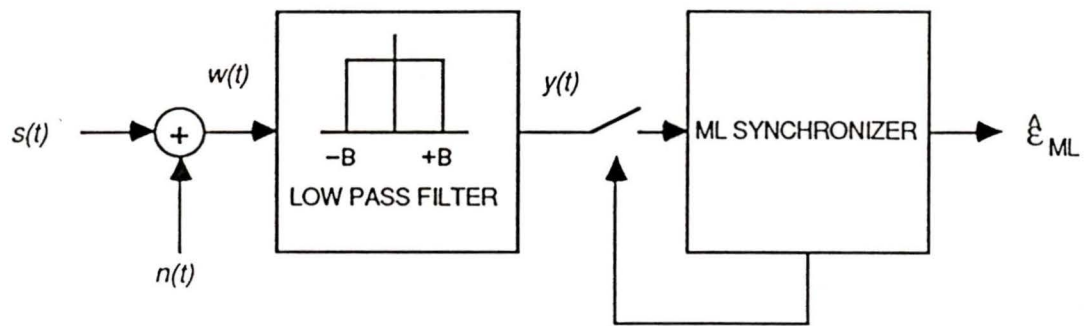 w(t)
y(t)
s(t)
+
-B +B
LOW PASS FILTER
ML SYNCHRONIZER
ε̂ ML
n(t)